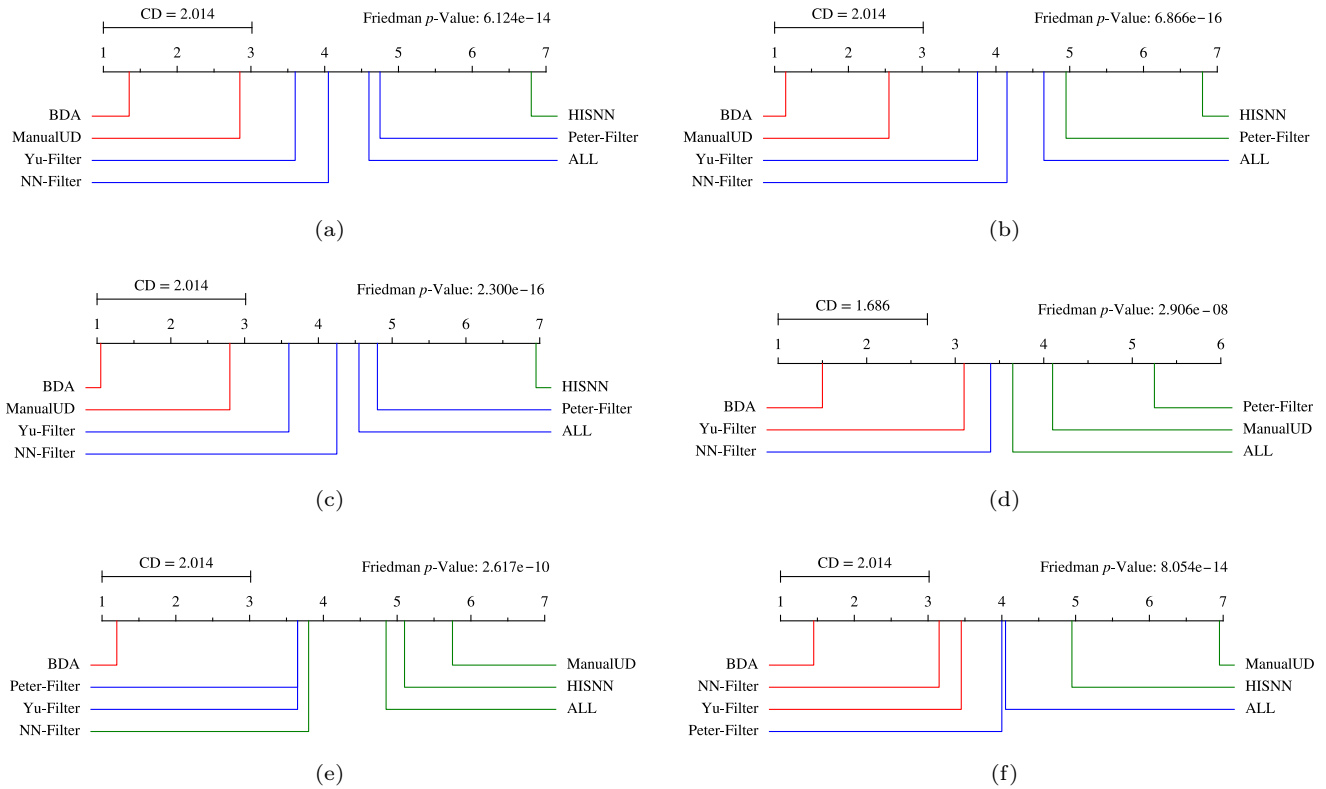 CD = 2.014
Friedman p-Value: 6.124e−14
1 2 3 4 5 6 7
BDA
ManualUD
Yu-Filter
NN-Filter
HISNN
Peter-Filter
ALL
(a)
CD = 2.014
Friedman p-Value: 6.866e−16
1 2 3 4 5 6 7
BDA
ManualUD
Yu-Filter
NN-Filter
HISNN
Peter-Filter
ALL
(b)
CD = 2.014
Friedman p-Value: 2.300e−16
1 2 3 4 5 6 7
BDA
ManualUD
Yu-Filter
NN-Filter
HISNN
Peter-Filter
ALL
(c)
CD = 1.686
Friedman p-Value: 2.906e−08
1 2 3 4 5 6
BDA
Yu-Filter
NN-Filter
Peter-Filter
ManualUD
ALL
(d)
CD = 2.014
Friedman p-Value: 2.617e−10
1 2 3 4 5 6 7
BDA
Peter-Filter
Yu-Filter
NN-Filter
ManualUD
HISNN
ALL
(e)
CD = 2.014
Friedman p-Value: 8.054e−14
1 2 3 4 5 6 7
BDA
NN-Filter
Yu-Filter
Peter-Filter
ManualUD
HISNN
ALL
(f)